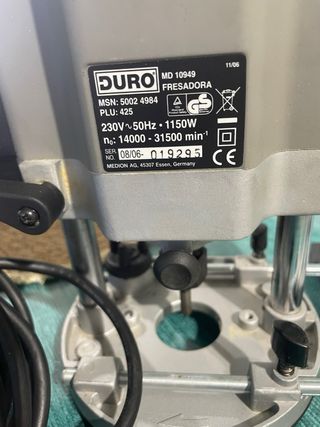 DURO
MD 10949
11/06
FRESADORA
MSN: 5002 4984
PLU: 425
230V ~ 50Hz • 1150W
n₀: 14000 - 31500 min⁻¹
SER. NO. 08/06- 019295
MEDION AG, 45307 Essen, Germany